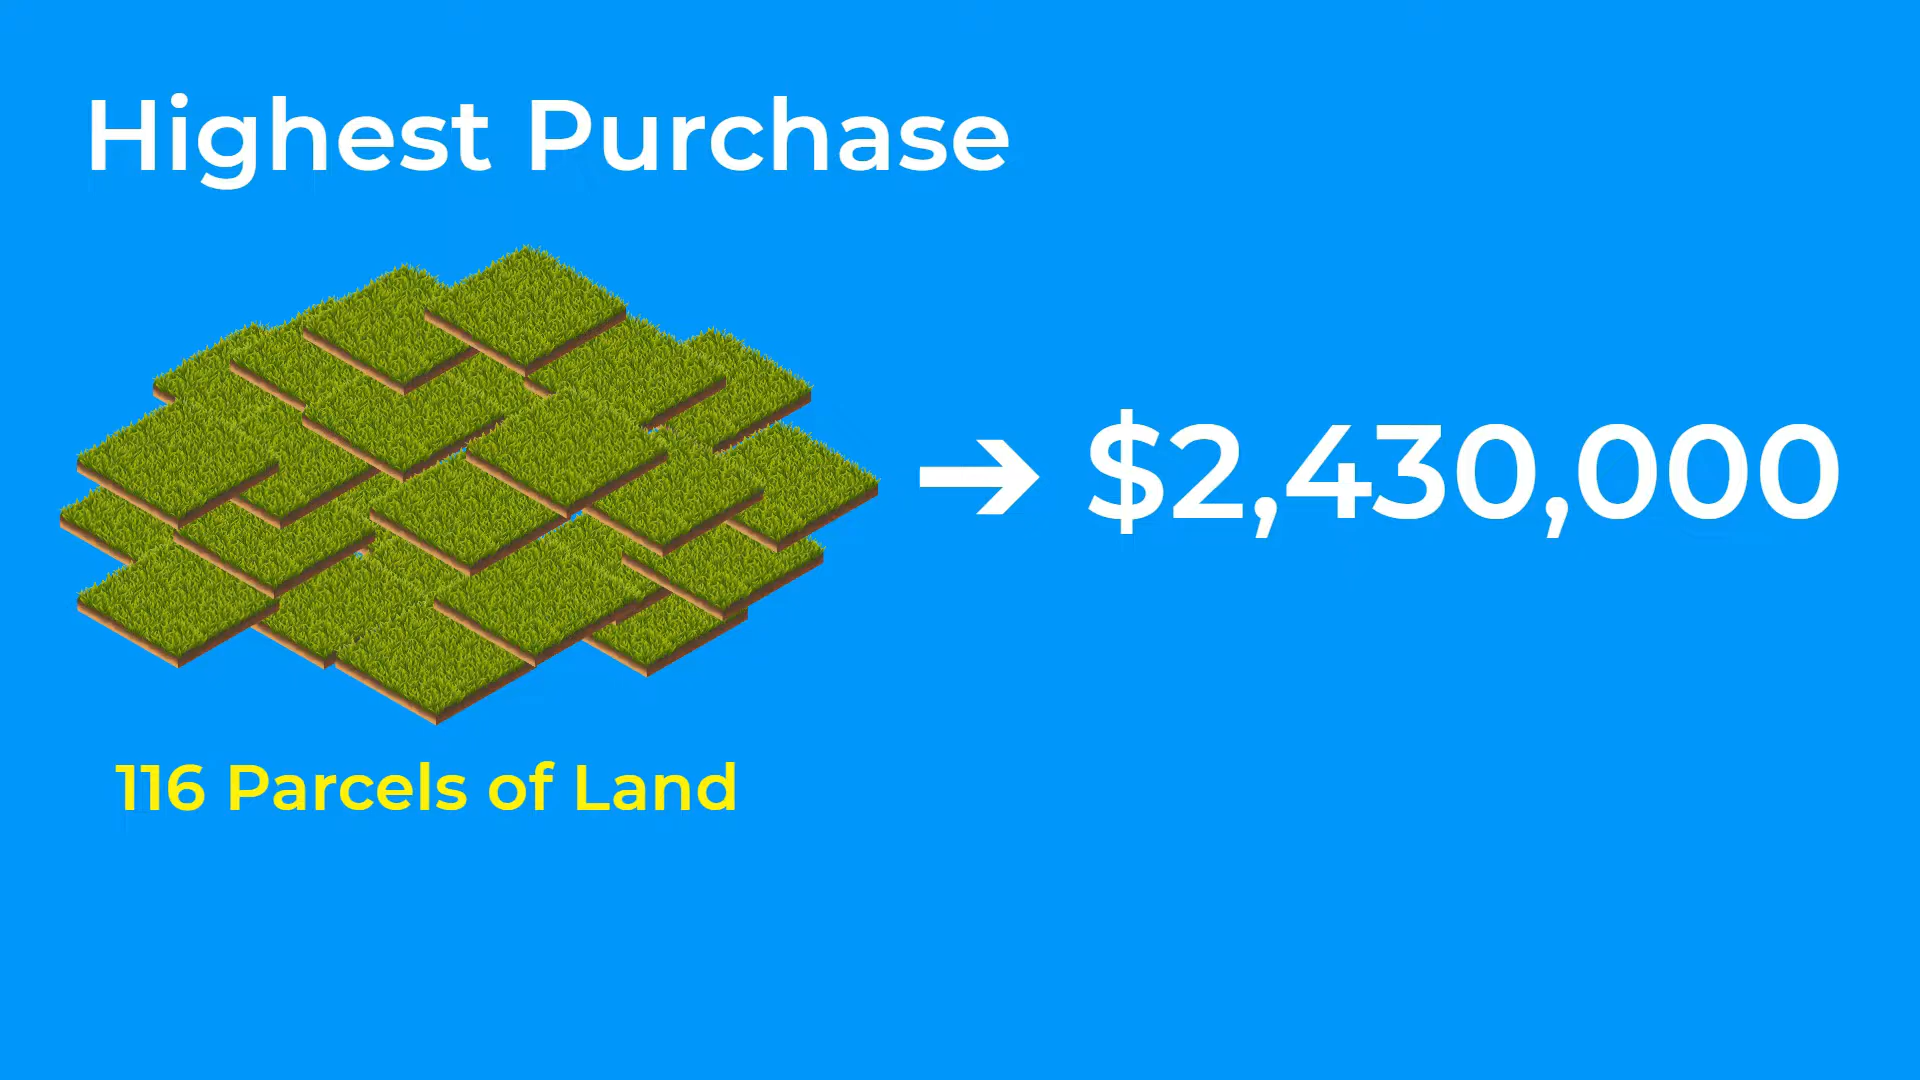 Highest Purchase
➔ $2,430,000
116 Parcels of Land